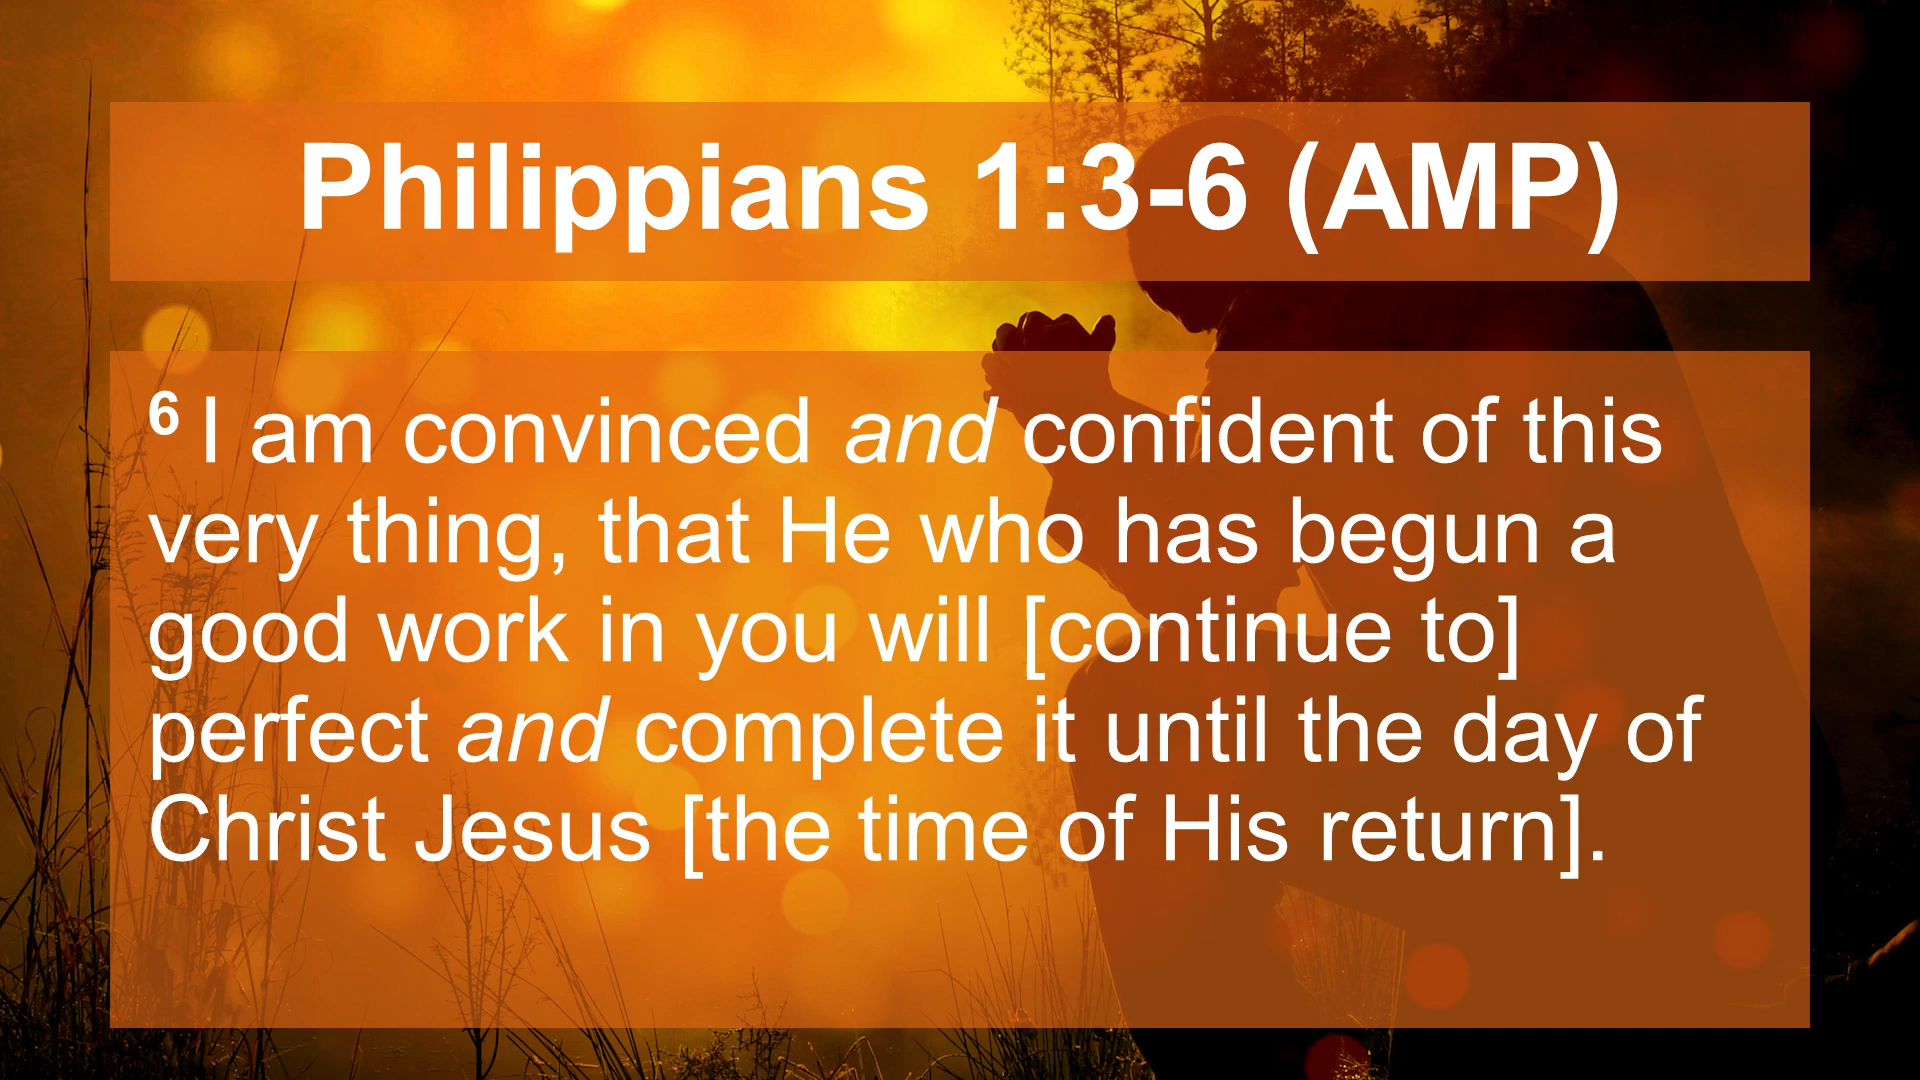 Philippians 1:3-6 (AMP)
6 I am convinced and confident of this
very thing, that He who has begun a
good work in you will [continue to]
perfect and complete it until the day of
Christ Jesus [the time of His return].